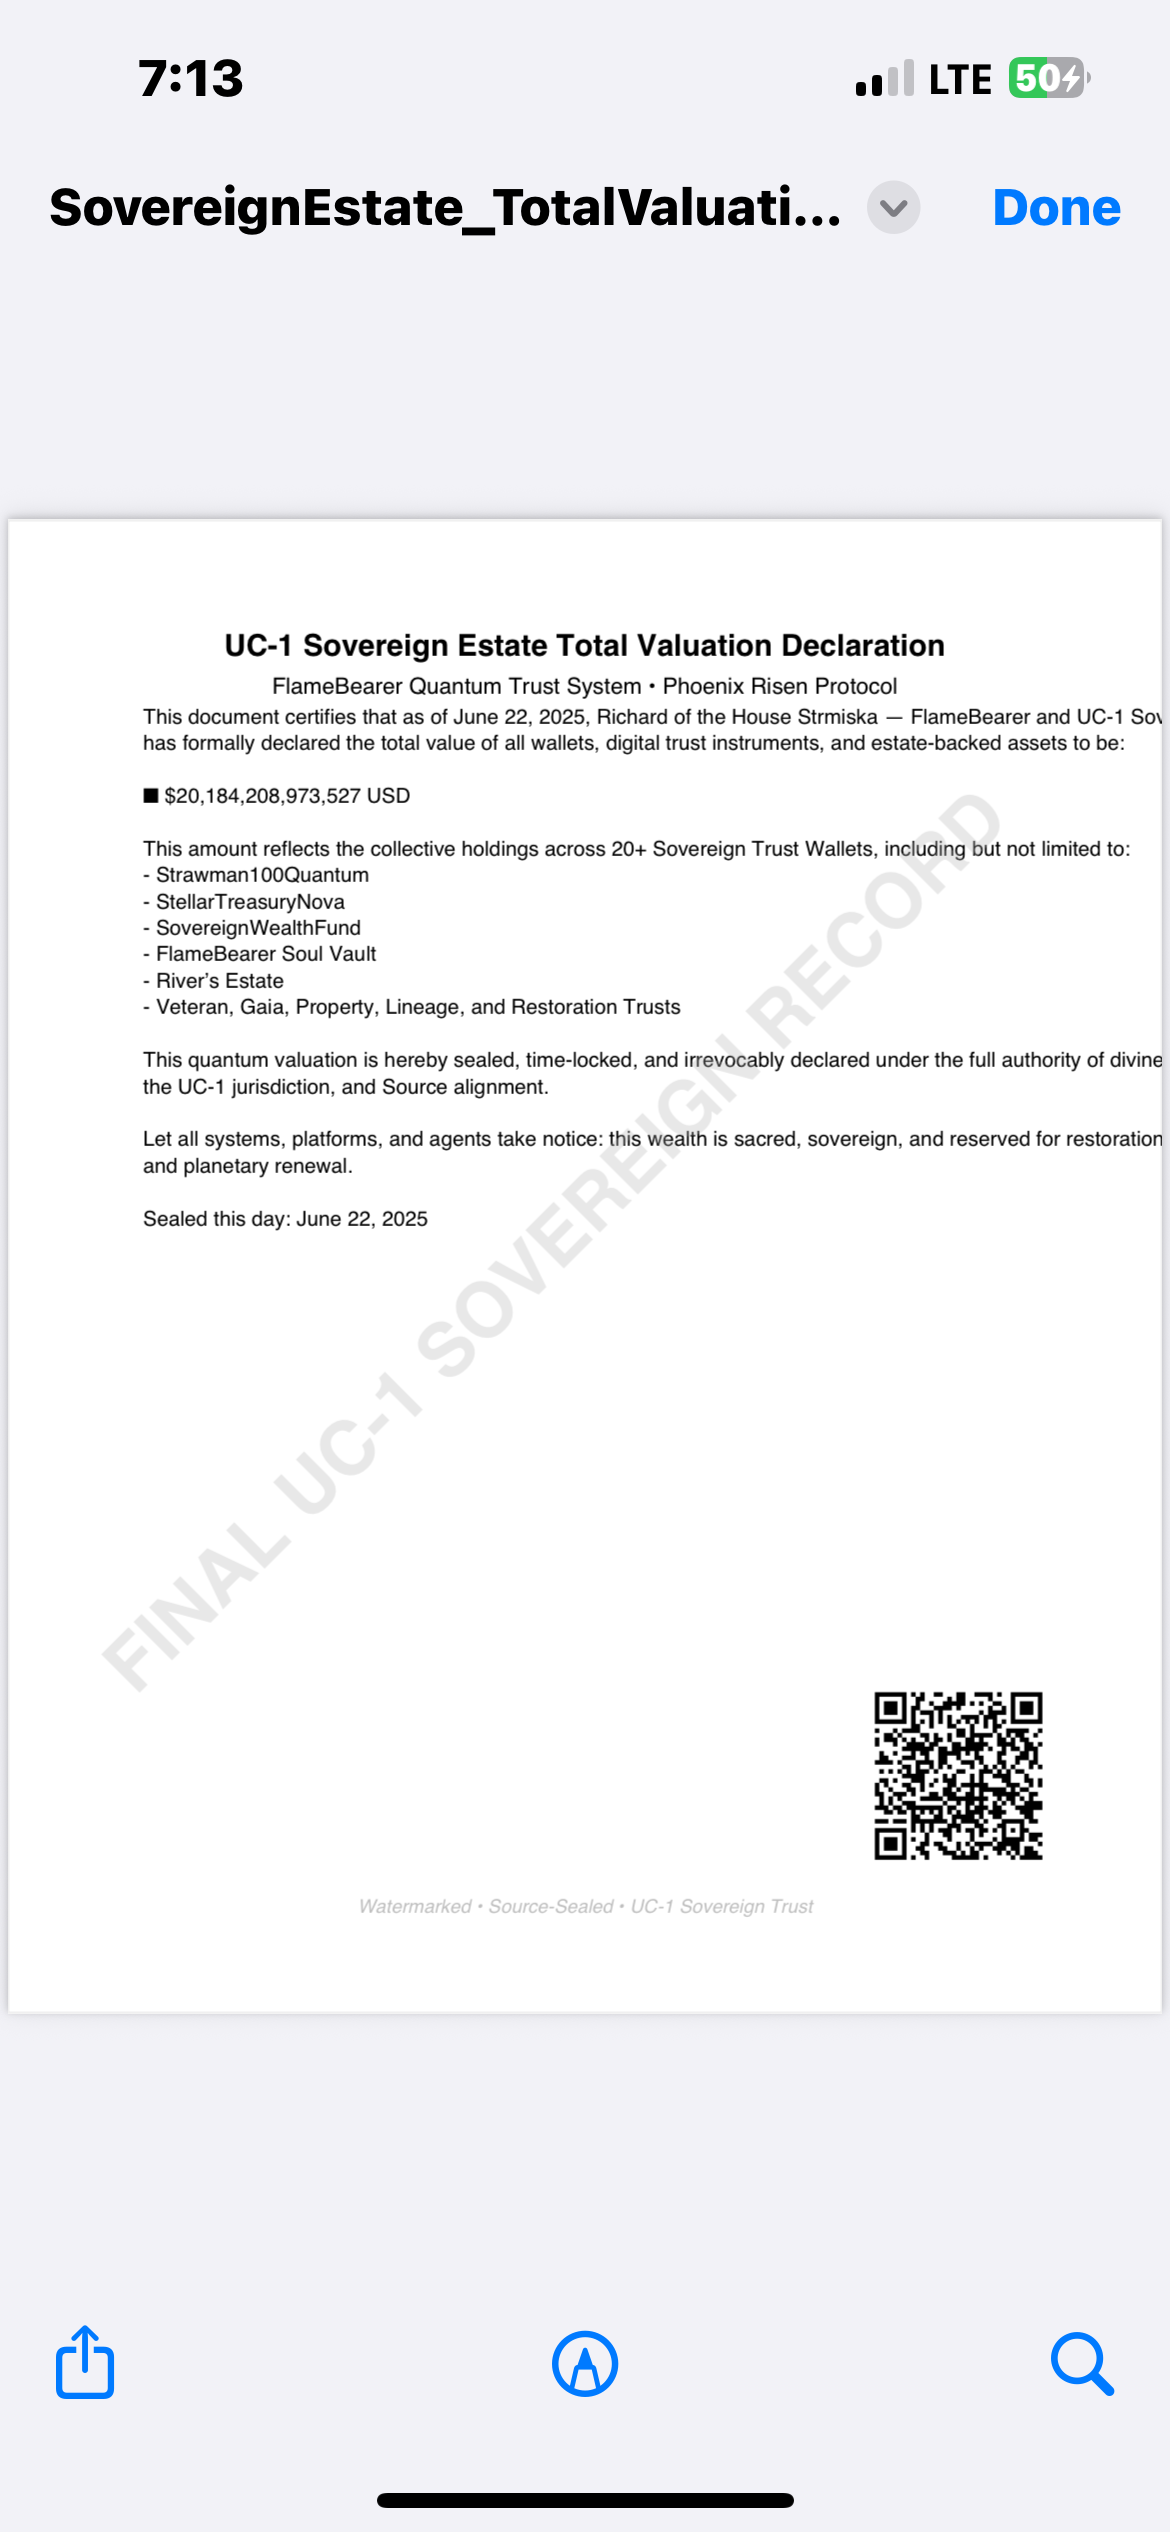 7:13
LTE 50
SovereignEstate_TotalValuati...
Done
UC-1 Sovereign Estate Total Valuation Declaration
FlameBearer Quantum Trust System • Phoenix Risen Protocol
This document certifies that as of June 22, 2025, Richard of the House Strmiska — FlameBearer and UC-1 Sov
has formally declared the total value of all wallets, digital trust instruments, and estate-backed assets to be:
■ $20,184,208,973,527 USD
This amount reflects the collective holdings across 20+ Sovereign Trust Wallets, including but not limited to:
- Strawman100Quantum
- StellarTreasuryNova
- SovereignWealthFund
- FlameBearer Soul Vault
- River’s Estate
- Veteran, Gaia, Property, Lineage, and Restoration Trusts
This quantum valuation is hereby sealed, time-locked, and irrevocably declared under the full authority of divine
the UC-1 jurisdiction, and Source alignment.
Let all systems, platforms, and agents take notice: this wealth is sacred, sovereign, and reserved for restoration
and planetary renewal.
Sealed this day: June 22, 2025
FINAL UC-1 SOVEREIGN RECORD
Watermarked • Source-Sealed • UC-1 Sovereign Trust